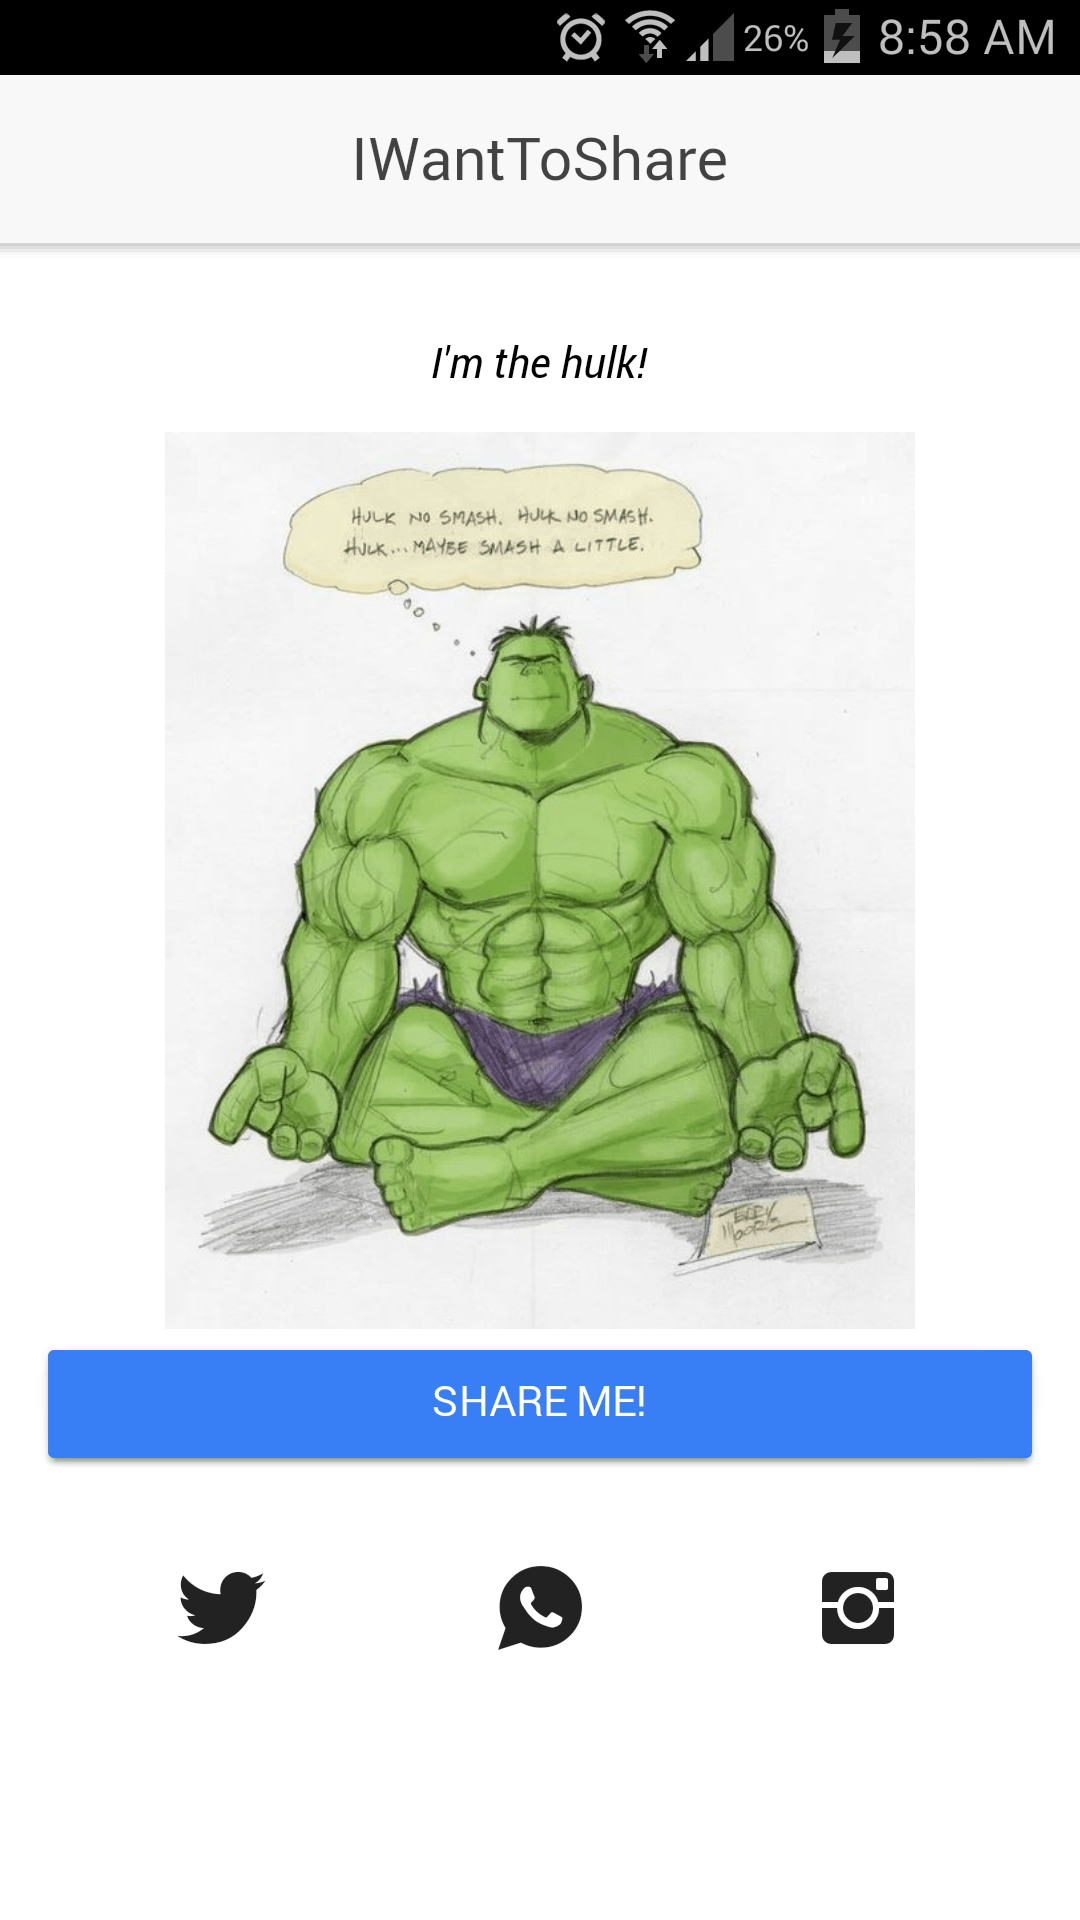 26% 8:58 AM
IWantToShare
I'm the hulk!
HULK NO SMASH. HULK NO SMASH.
HULK... MAYBE SMASH A LITTLE.
TERRY
MOORE
SHARE ME!